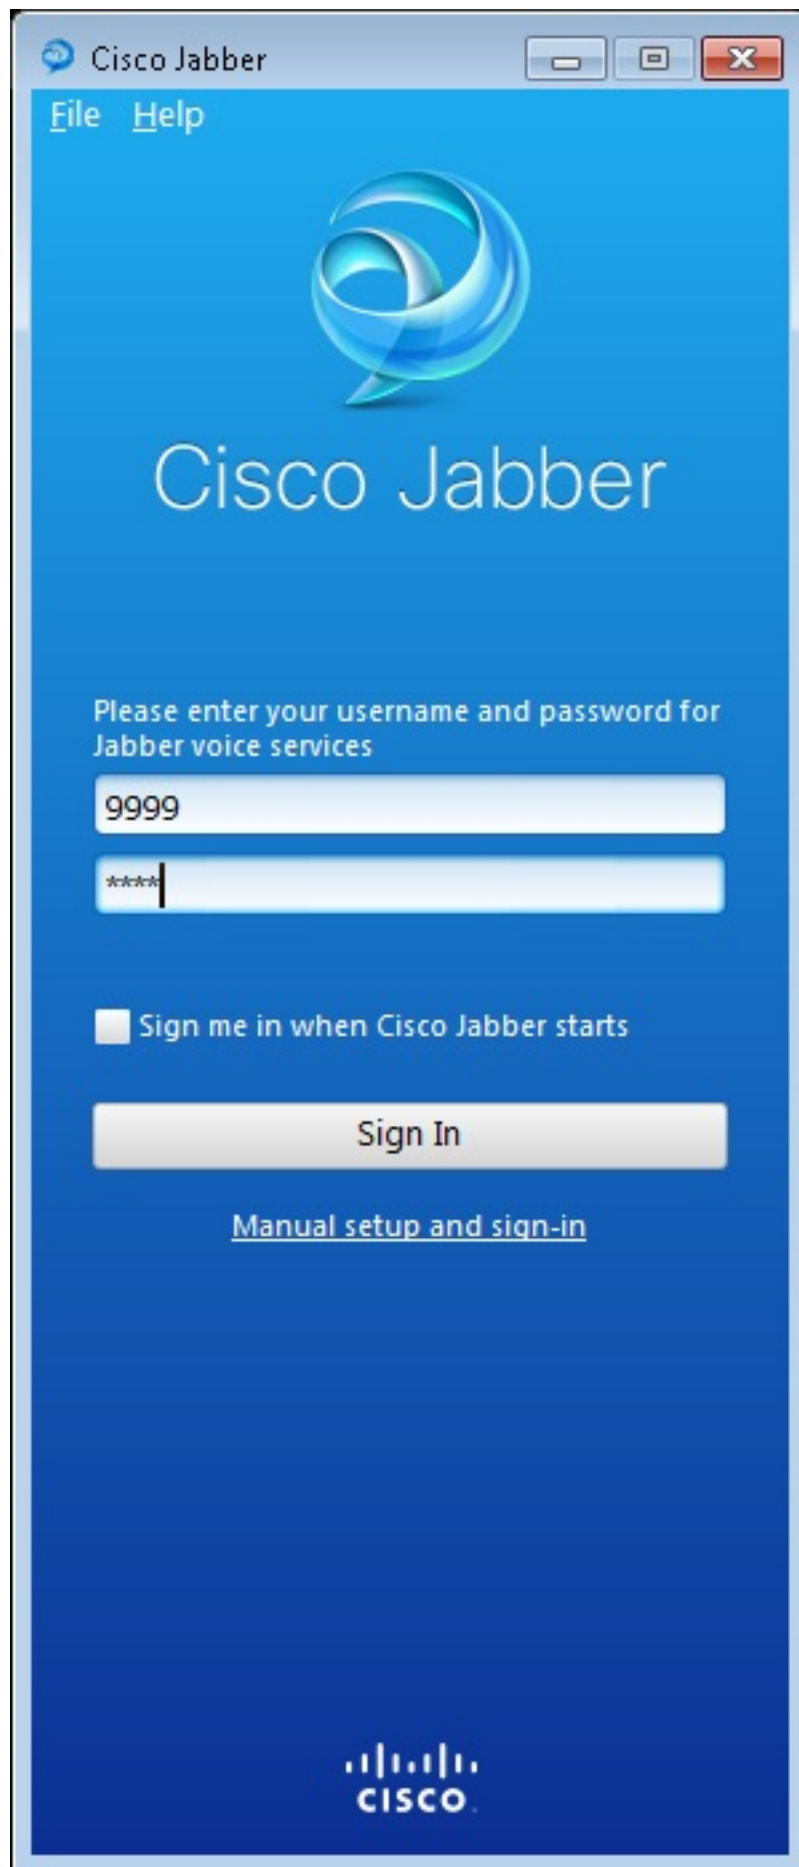 Cisco Jabber
File Help
Cisco Jabber
Please enter your username and password for
Jabber voice services
9999
****
Sign me in when Cisco Jabber starts
Sign In
Manual setup and sign-in
CISCO